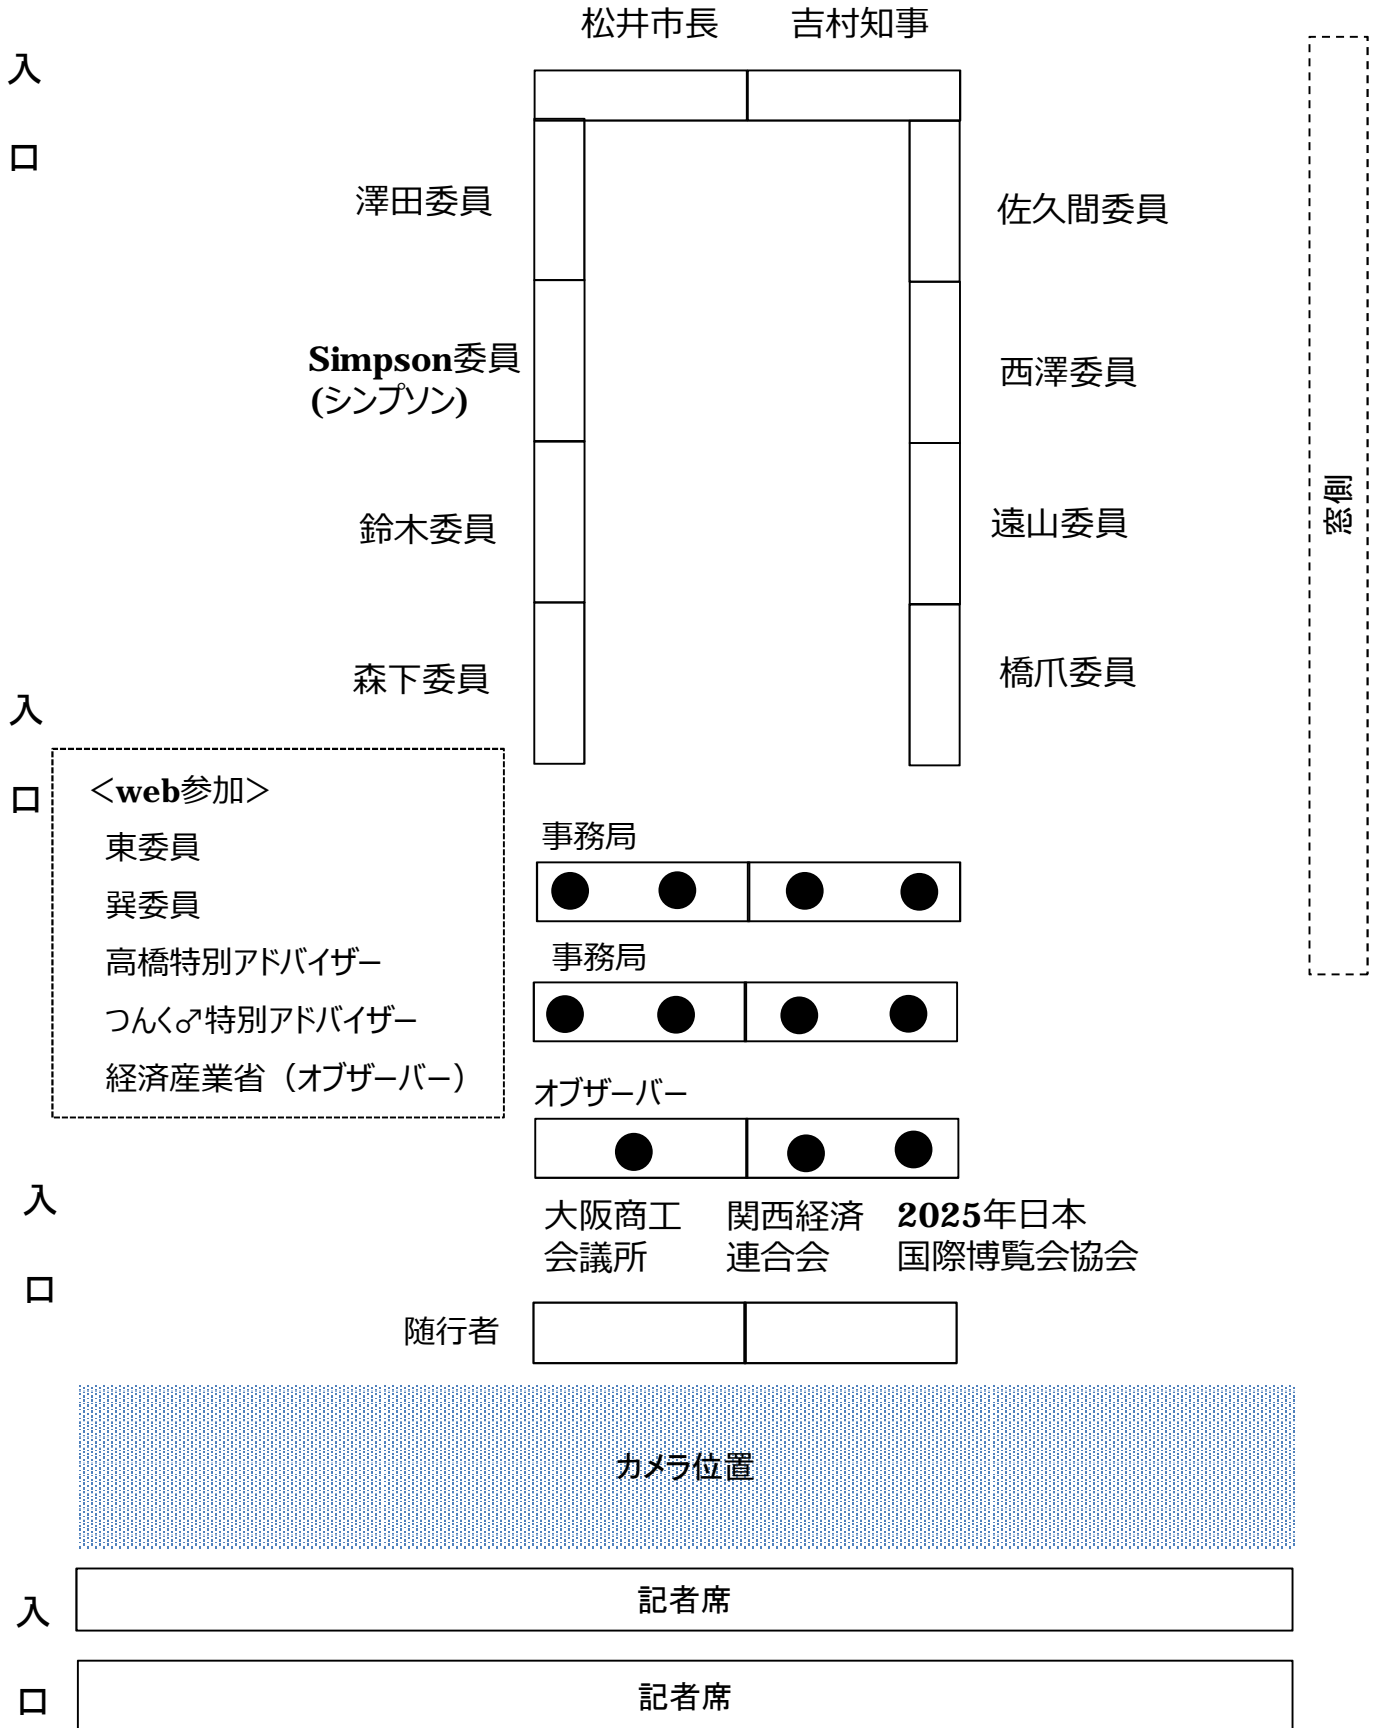 松井市長 吉村知事
入
口
澤田委員
佐久間委員
Simpson委員
(シンプソン)
西澤委員
窓側
鈴木委員
遠山委員
森下委員
橋爪委員
入
口
＜web参加＞
東委員
巽委員
高橋特別アドバイザー
つんく♂特別アドバイザー
経済産業省（オブザーバー）
事務局
事務局
オブザーバー
大阪商工
会議所
関西経済
連合会
2025年日本
国際博覧会協会
入
口
随行者
カメラ位置
入
口
記者席
記者席